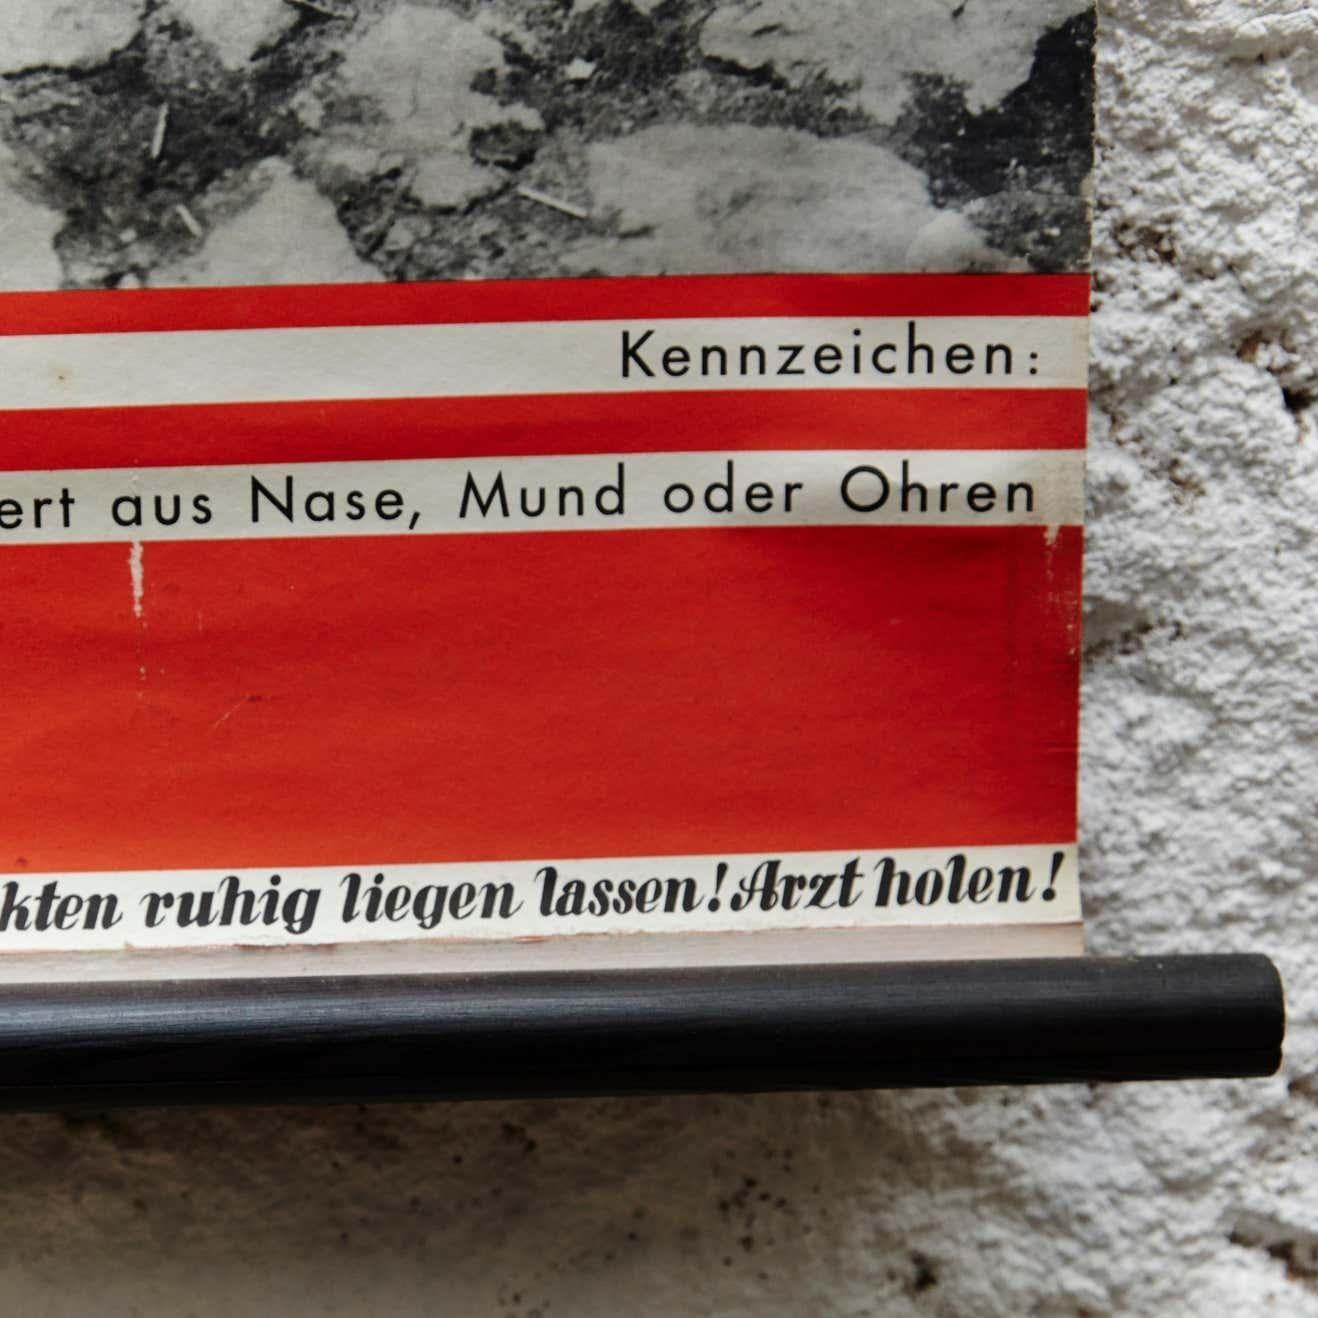 Kennzeichen:
ert aus Nase, Mund oder Ohren
kten ruhig liegen lassen! Arzt holen!